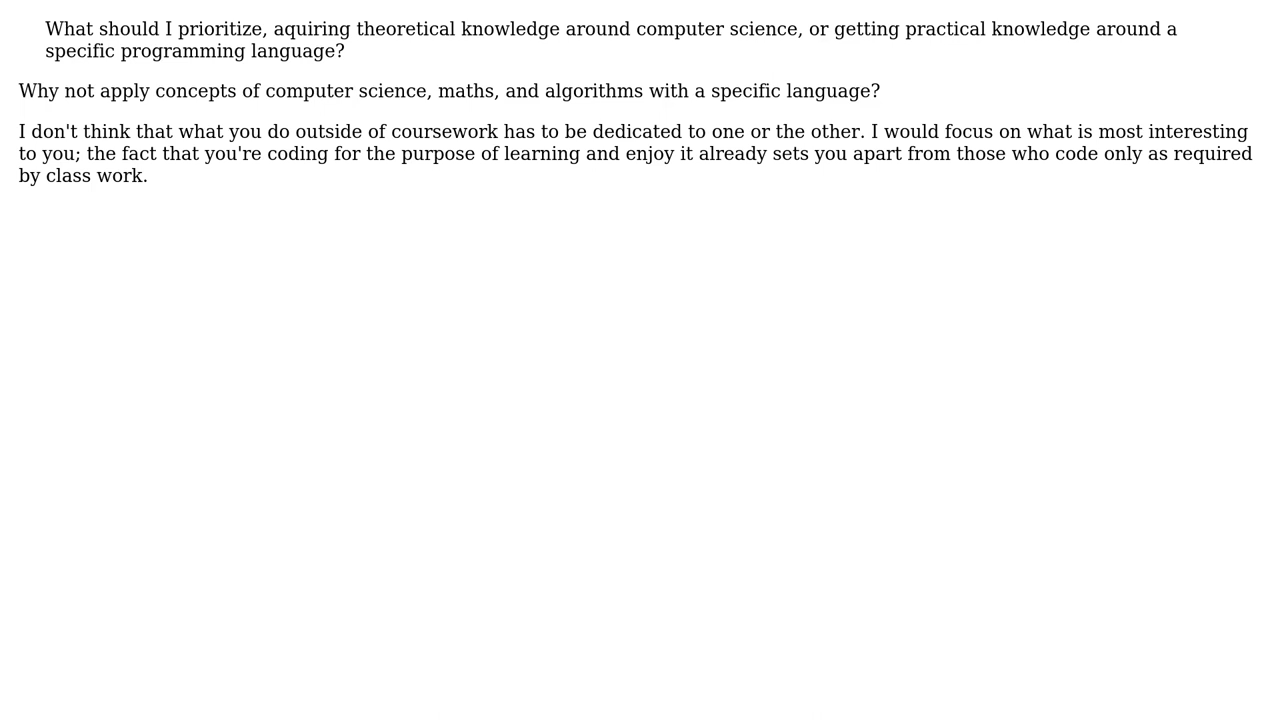 What should I prioritize, aquiring theoretical knowledge around computer science, or getting practical knowledge around a
specific programming language?
Why not apply concepts of computer science, maths, and algorithms with a specific language?
I don't think that what you do outside of coursework has to be dedicated to one or the other. I would focus on what is most interesting
to you; the fact that you're coding for the purpose of learning and enjoy it already sets you apart from those who code only as required
by class work.